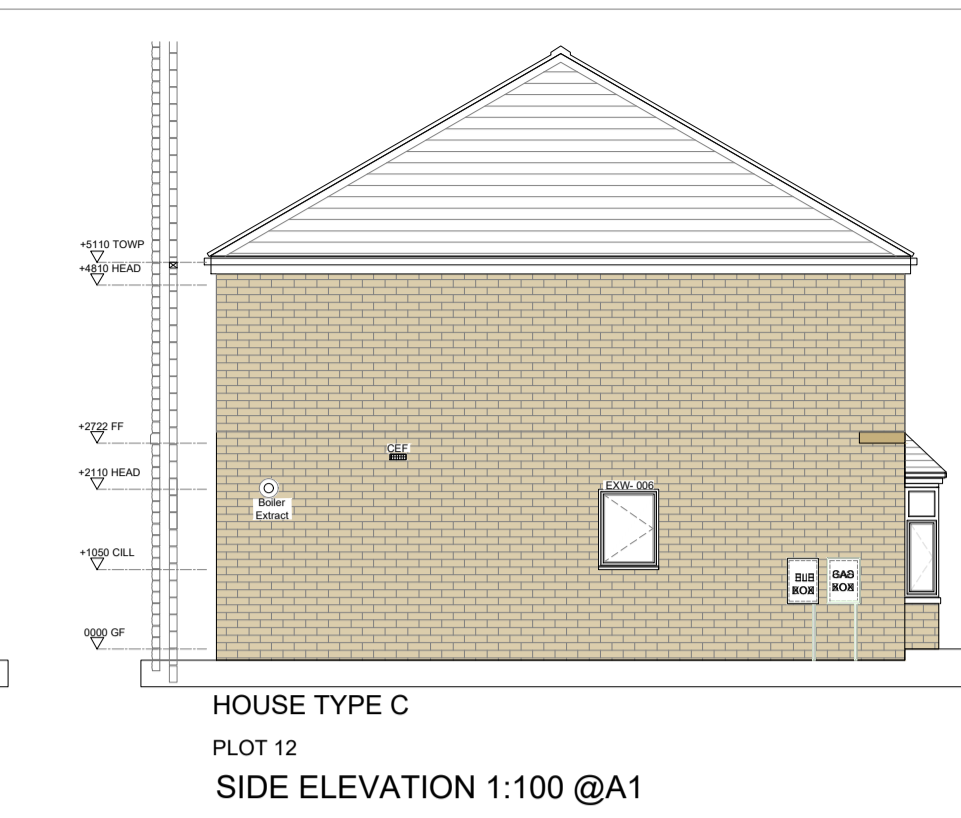 +5110 TOWP
+4810 HEAD
+2722 FF
CEF
+2110 HEAD
EXW- 006
Boiler
Extract
+1050 CILL
BOX
GAS
BOX
0000 GF
HOUSE TYPE C
PLOT 12
SIDE ELEVATION 1:100 @A1